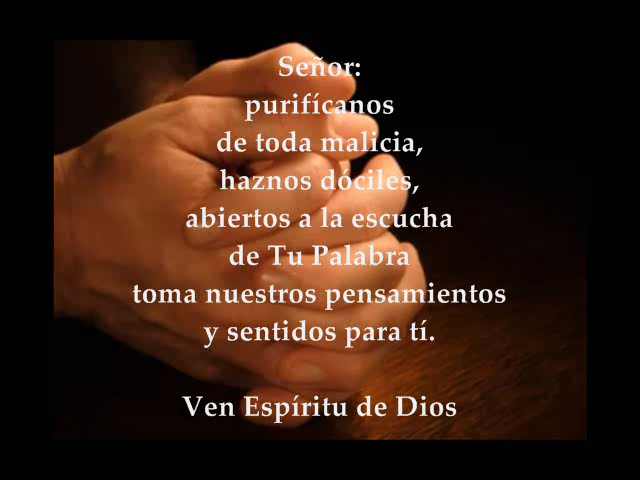 Señor:
purifícanos
de toda malicia,
haznos dóciles,
abiertos a la escucha
de Tu Palabra
toma nuestros pensamientos
y sentidos para tí.
Ven Espíritu de Dios